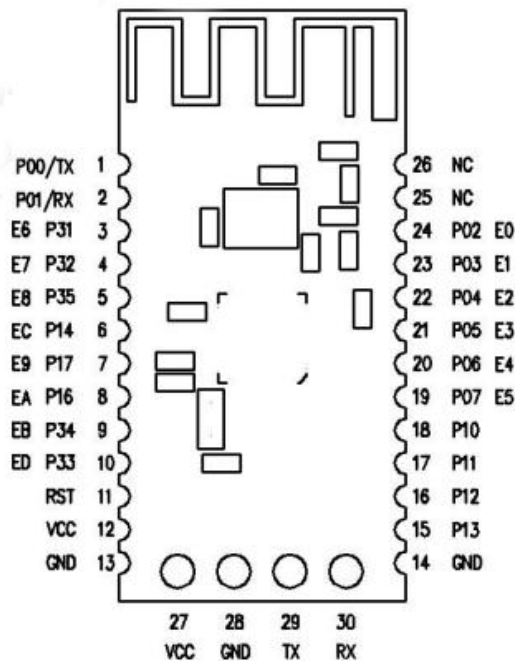 P00/TX 1 26 NC
P01/RX 2 25 NC
E6 P31 3 24 P02 E0
E7 P32 4 23 P03 E1
E8 P35 5 22 P04 E2
EC P14 6 21 P05 E3
E9 P17 7 20 P06 E4
EA P16 8 19 P07 E5
EB P34 9 18 P10
ED P33 10 17 P11
RST 11 16 P12
VCC 12 15 P13
GND 13 14 GND
27 28 29 30
VCC GND TX RX